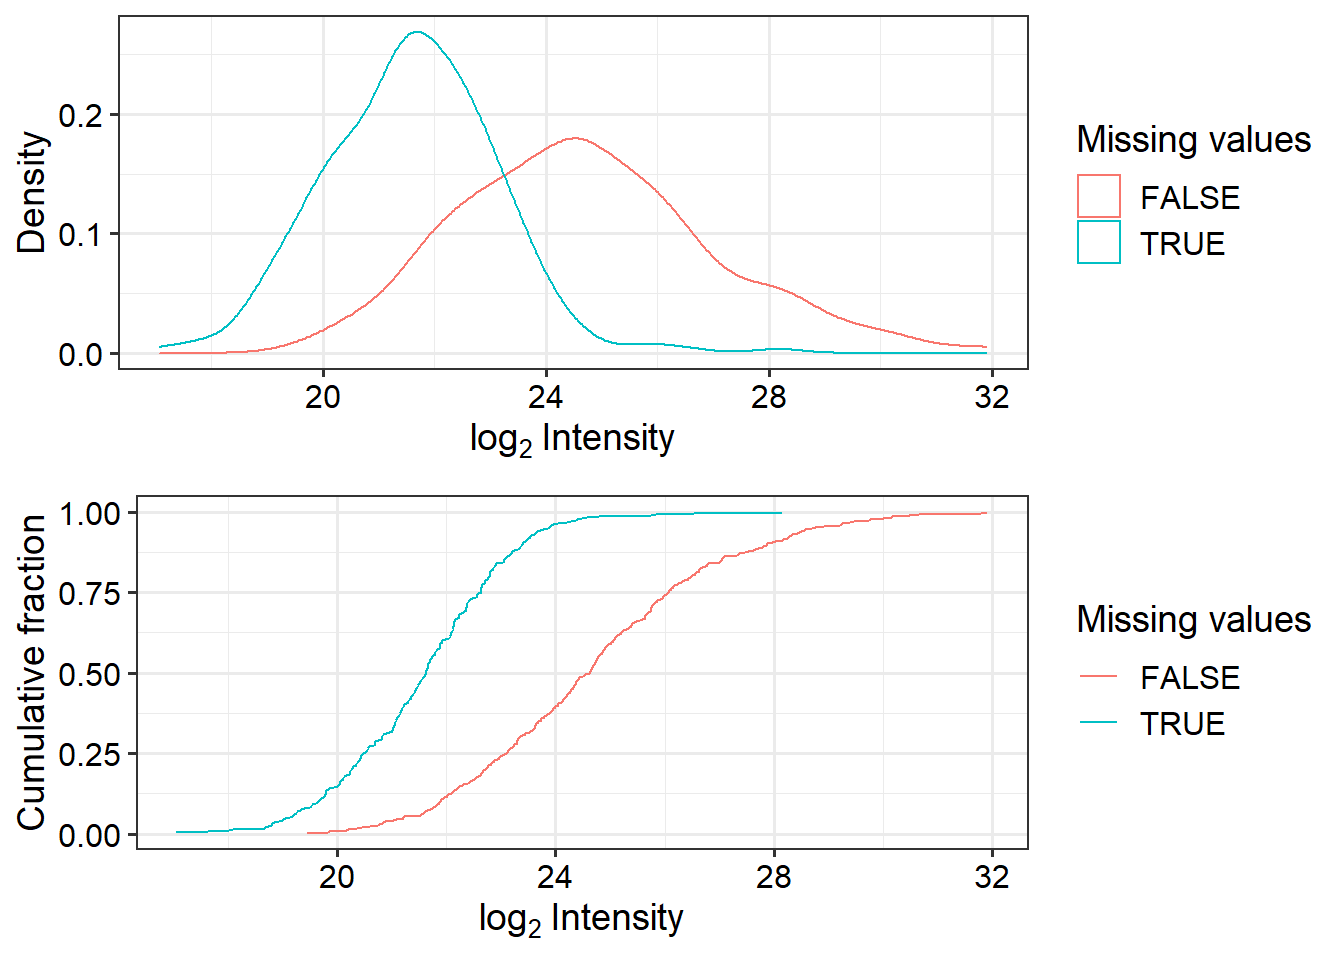 Density
0.2
0.1
0.0
20 24 28 32
log2 Intensity
Missing values
FALSE
TRUE
Cumulative fraction
1.00
0.75
0.50
0.25
0.00
20 24 28 32
log2 Intensity
Missing values
FALSE
TRUE